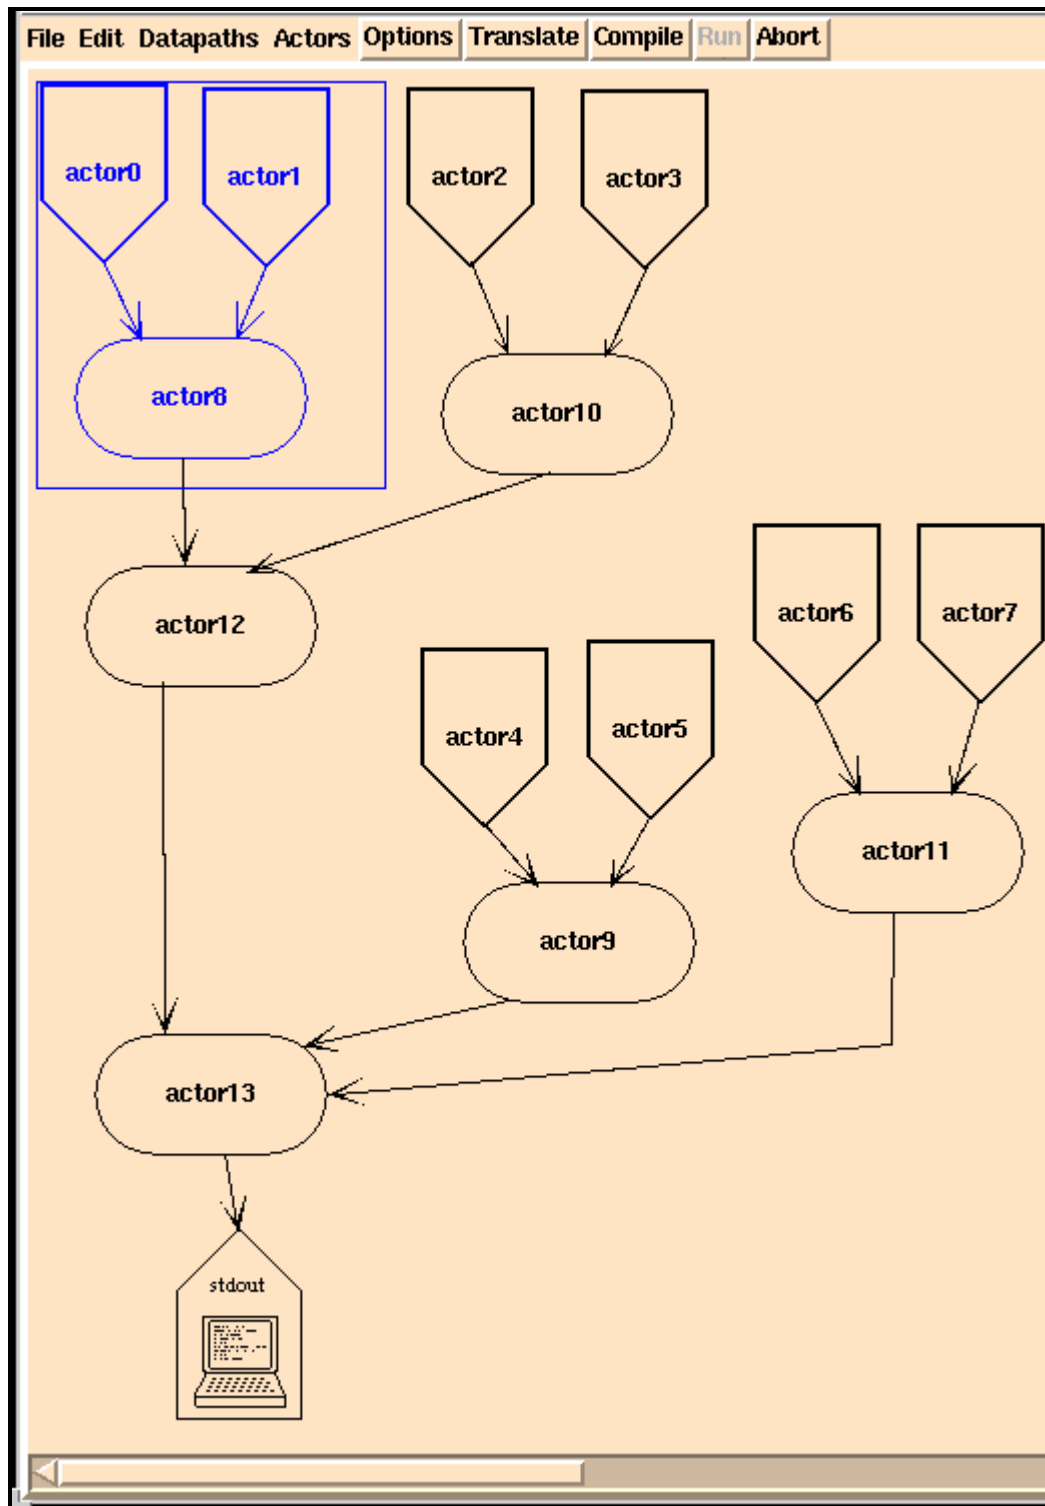 File Edit Datapaths Actors Options Translate Compile Run Abort
actor0 actor1 actor2 actor3
actor8 actor10
actor12 actor6 actor7
actor4 actor5
actor11
actor9
actor13
stdout